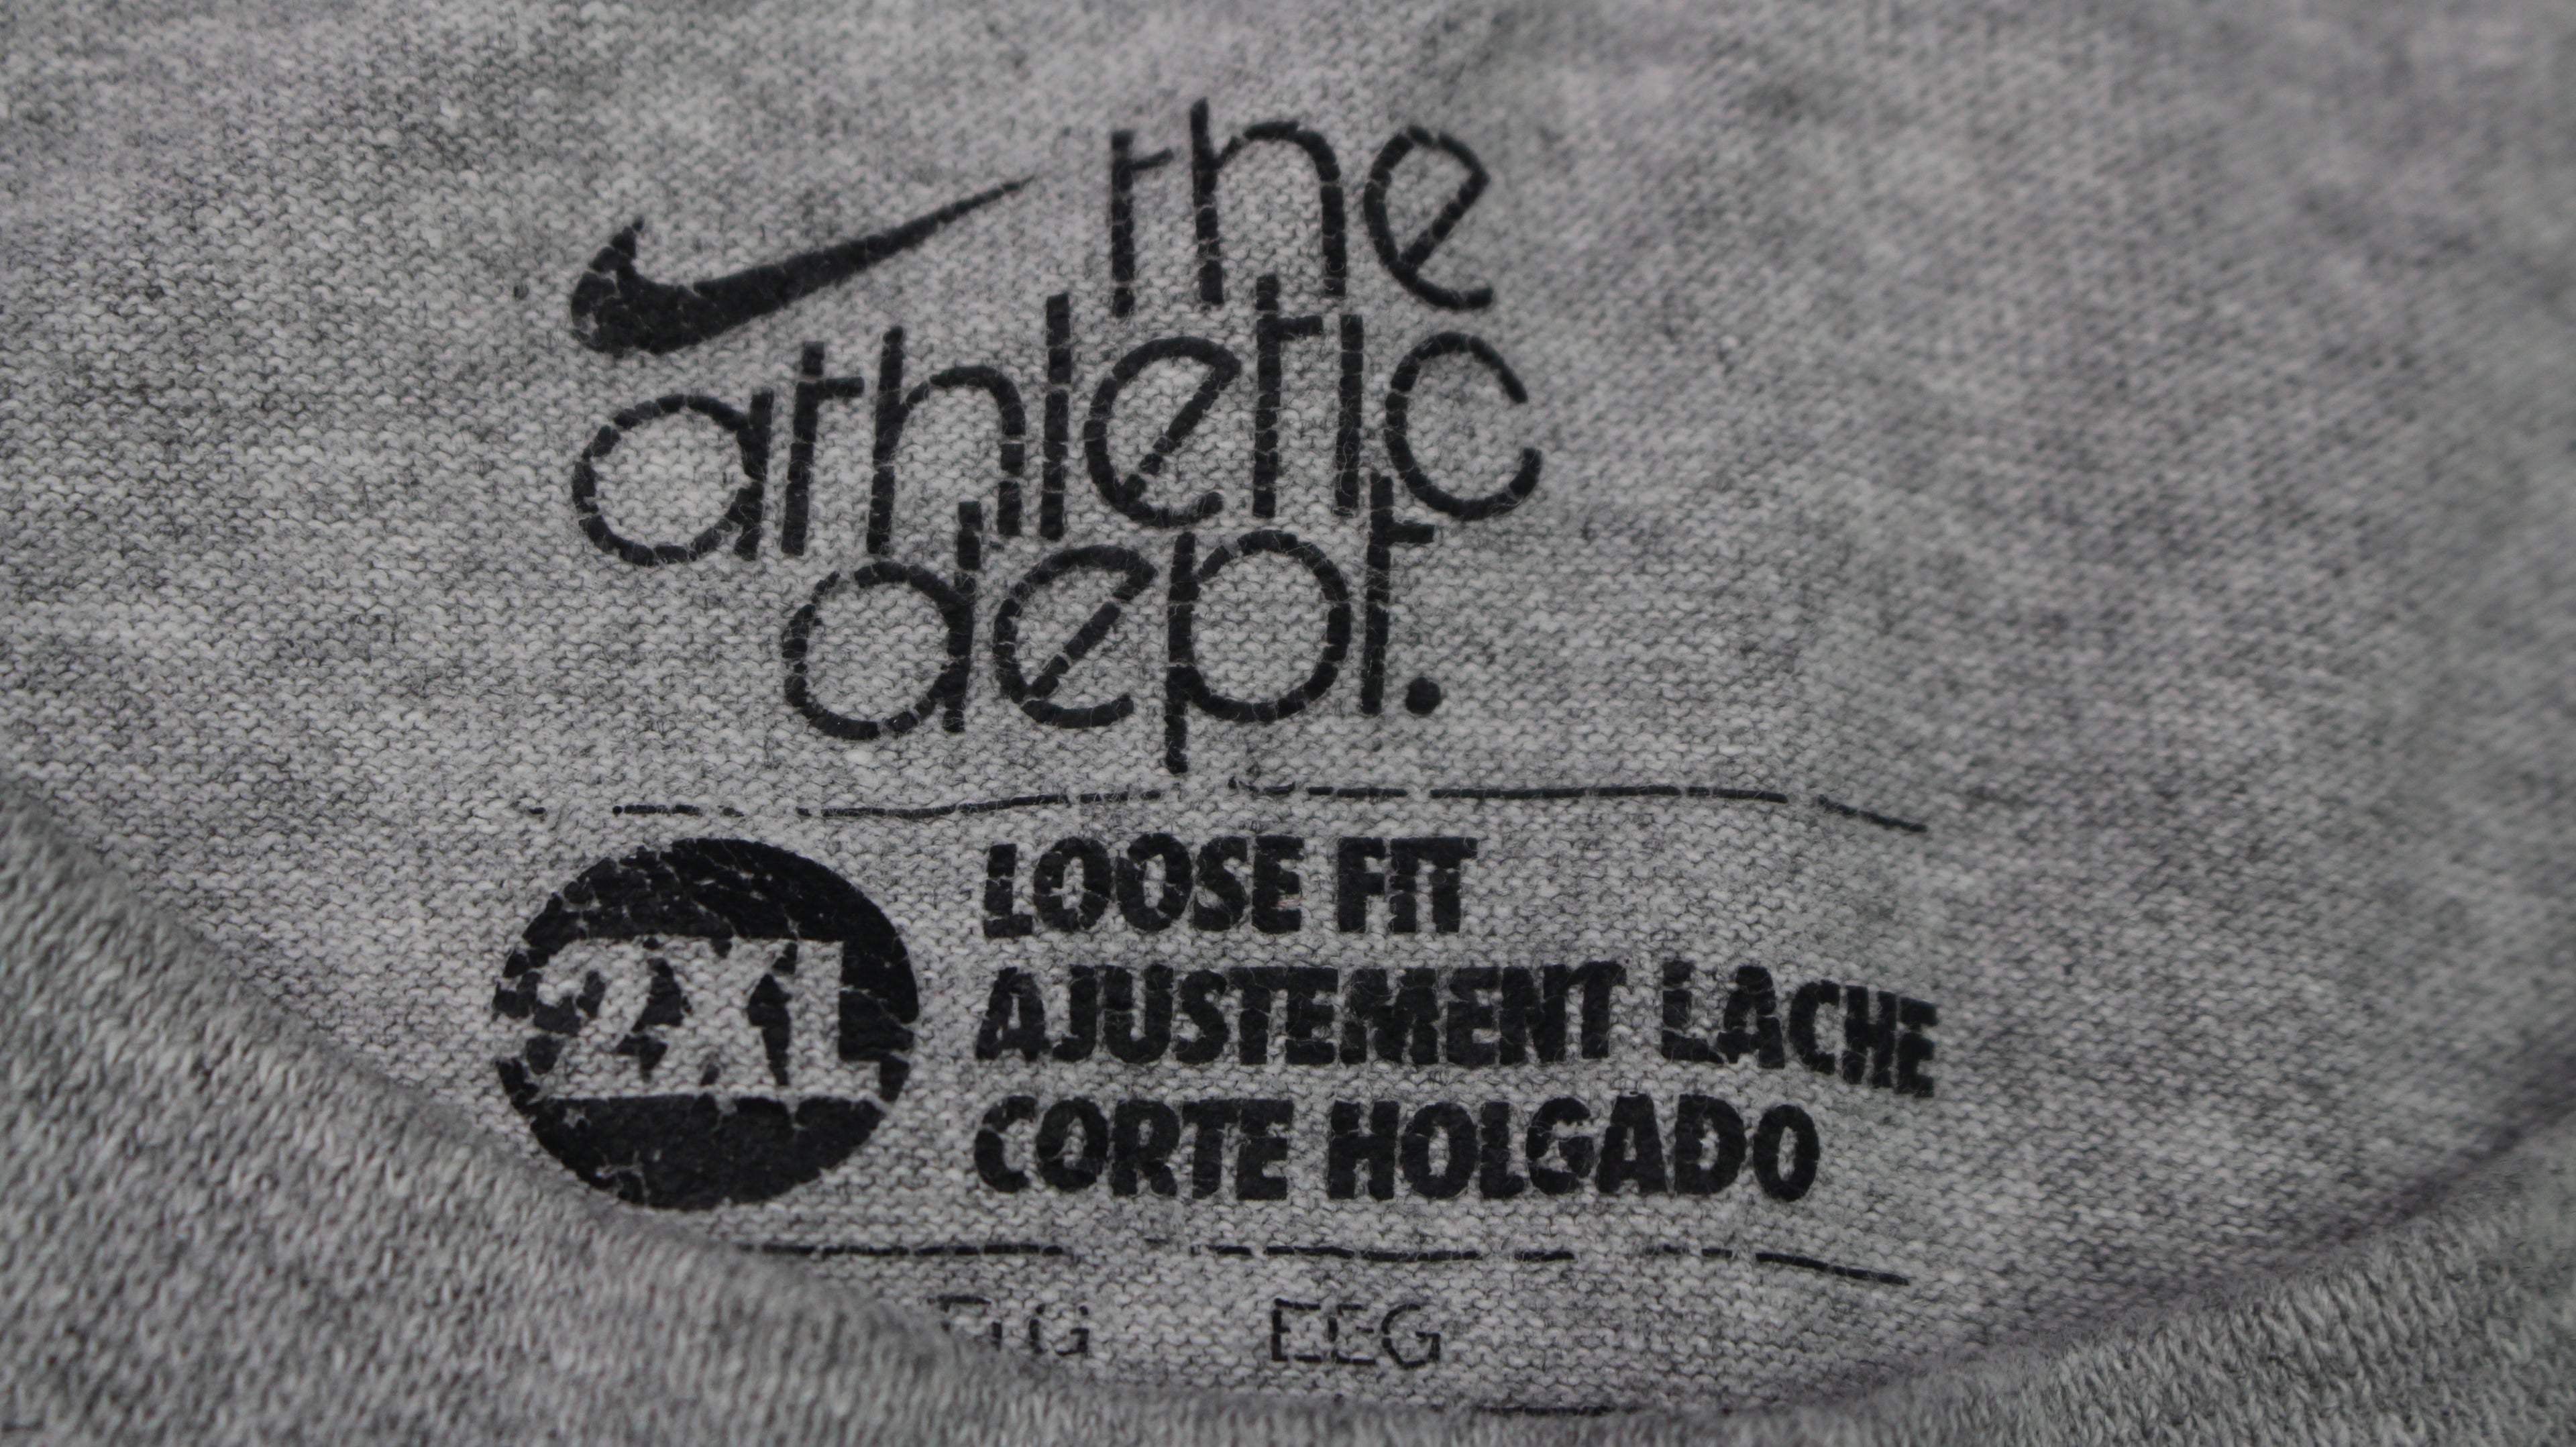 the
athletic
dept.
2XL
LOOSE FIT
AJUSTEMENT LACHE
CORTE HOLGADO
EEG